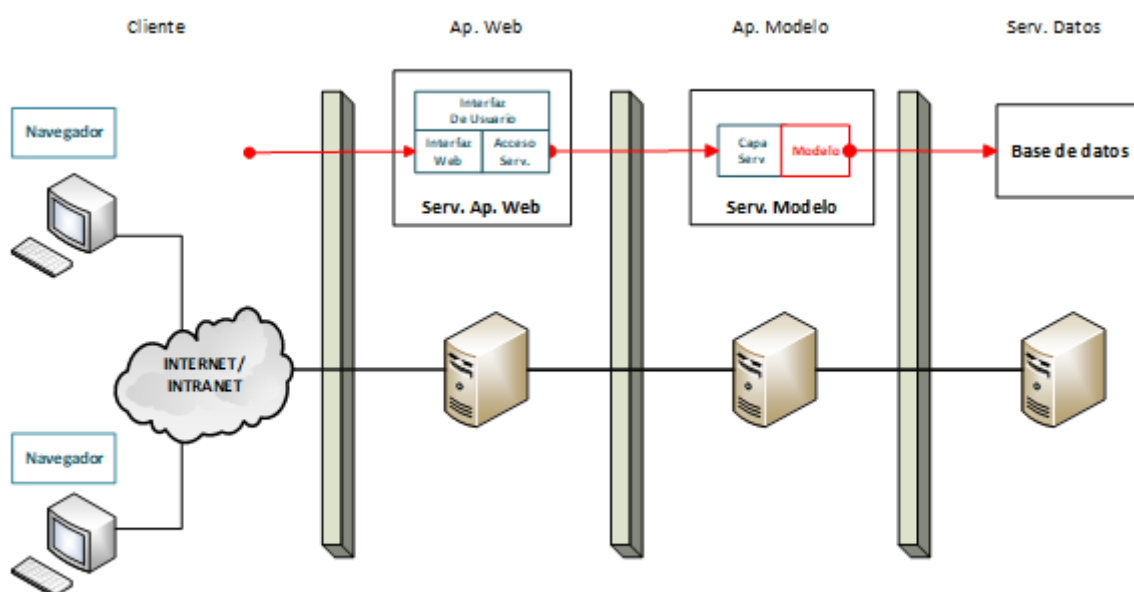 Cliente
Ap. Web
Ap. Modelo
Serv. Datos
Navegador
Interfaz
De Usuario
Interfaz
Web
Acceso
Serv.
Serv. Ap. Web
Capa
Serv
Modelo
Serv. Modelo
Base de datos
INTERNET/
INTRANET
Navegador